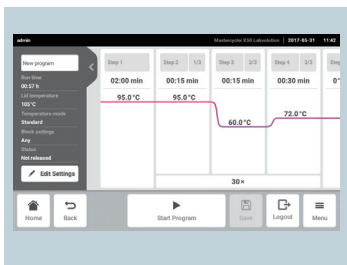 admin Mastercycler X50 Labvolution 2017-05-31 11:42
New program
Run time
00:57 h
Lid temperature
105°C
Temperature mode
Standard
Block settings
Any
Status
Not released
Edit Settings
Step 1 Step 2 1/3 Step 3 2/3 Step 4 3/3
02:00 min 00:15 min 00:15 min 00:30 min
95.0°C 95.0°C 60.0°C 72.0°C
30×
Home Back Start Program Save Logout Menu